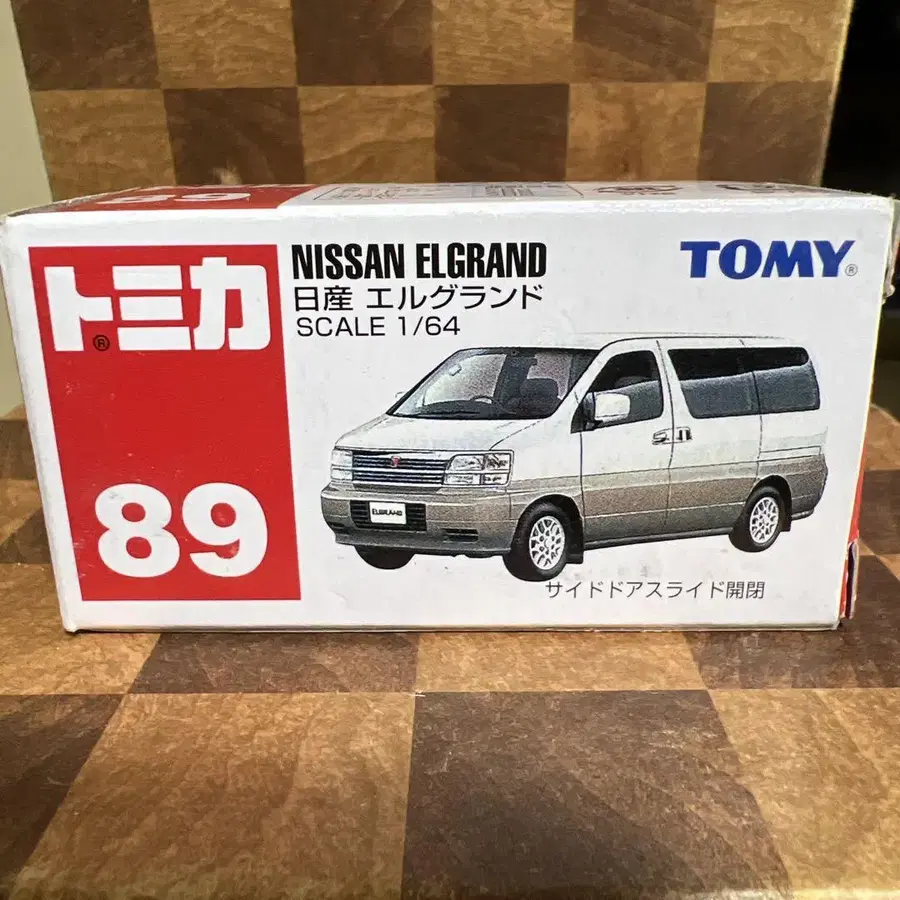 89
トミカ®
NISSAN ELGRAND
日産 エルグランド
SCALE 1/64
TOMY®
ELGRAND
89
サイドドアスライド開閉